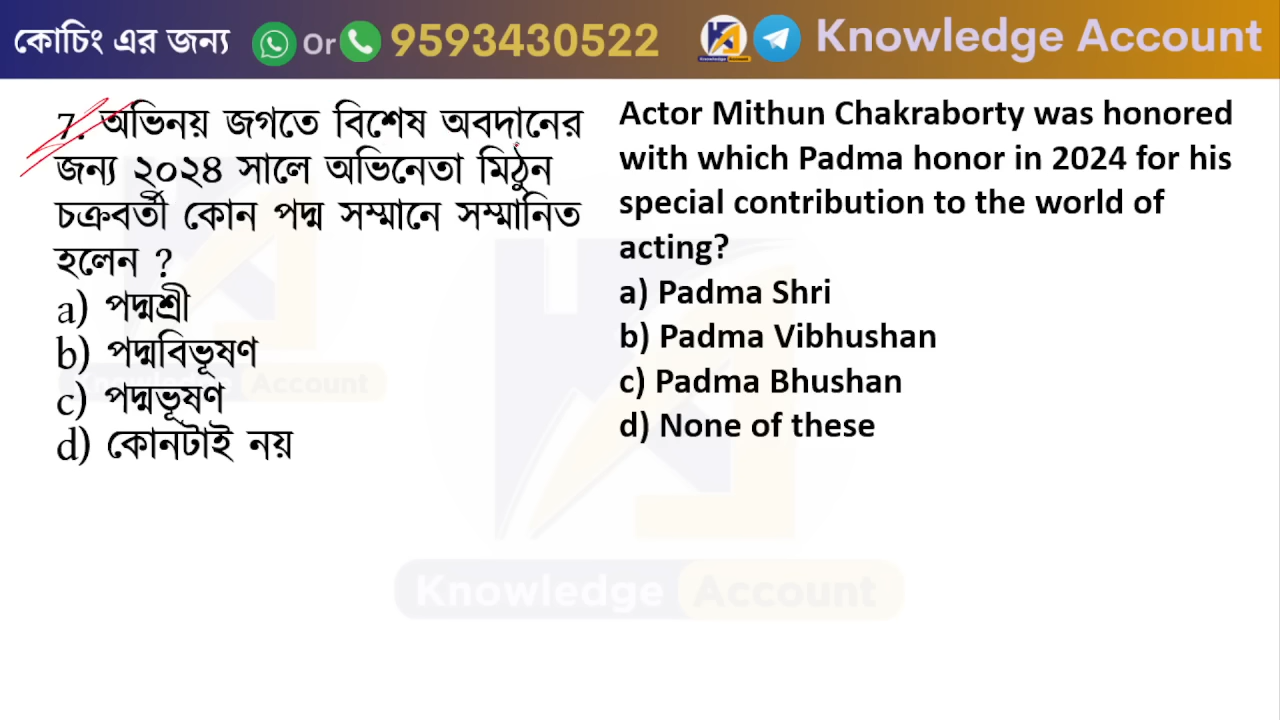 কোচিং এর জন্য Or 9593430522 Knowledge Account
7. অভিনয় জগতে বিশেষ অবদানের
জন্য ২০২৪ সালে অভিনেতা মিঠুন
চক্রবর্তী কোন পদ্ম সম্মানে সম্মানিত
হলেন ?
a) পদ্মশ্রী
b) পদ্মবিভূষণ
c) পদ্মভূষণ
d) কোনটাই নয়
Actor Mithun Chakraborty was honored
with which Padma honor in 2024 for his
special contribution to the world of
acting?
a) Padma Shri
b) Padma Vibhushan
c) Padma Bhushan
d) None of these
Knowledge Account
Knowledge Account